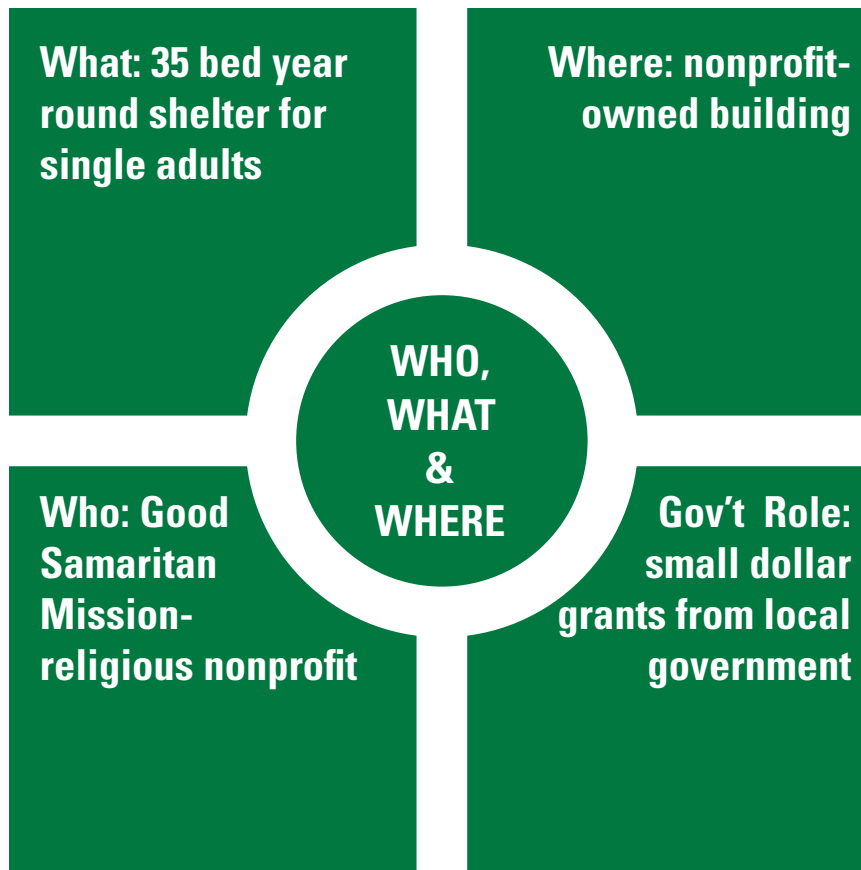 What: 35 bed year
round shelter for
single adults
Where: nonprofit-
owned building
WHO,
WHAT
&
WHERE
Who: Good
Samaritan
Mission-
religious nonprofit
Gov't Role:
small dollar
grants from local
government